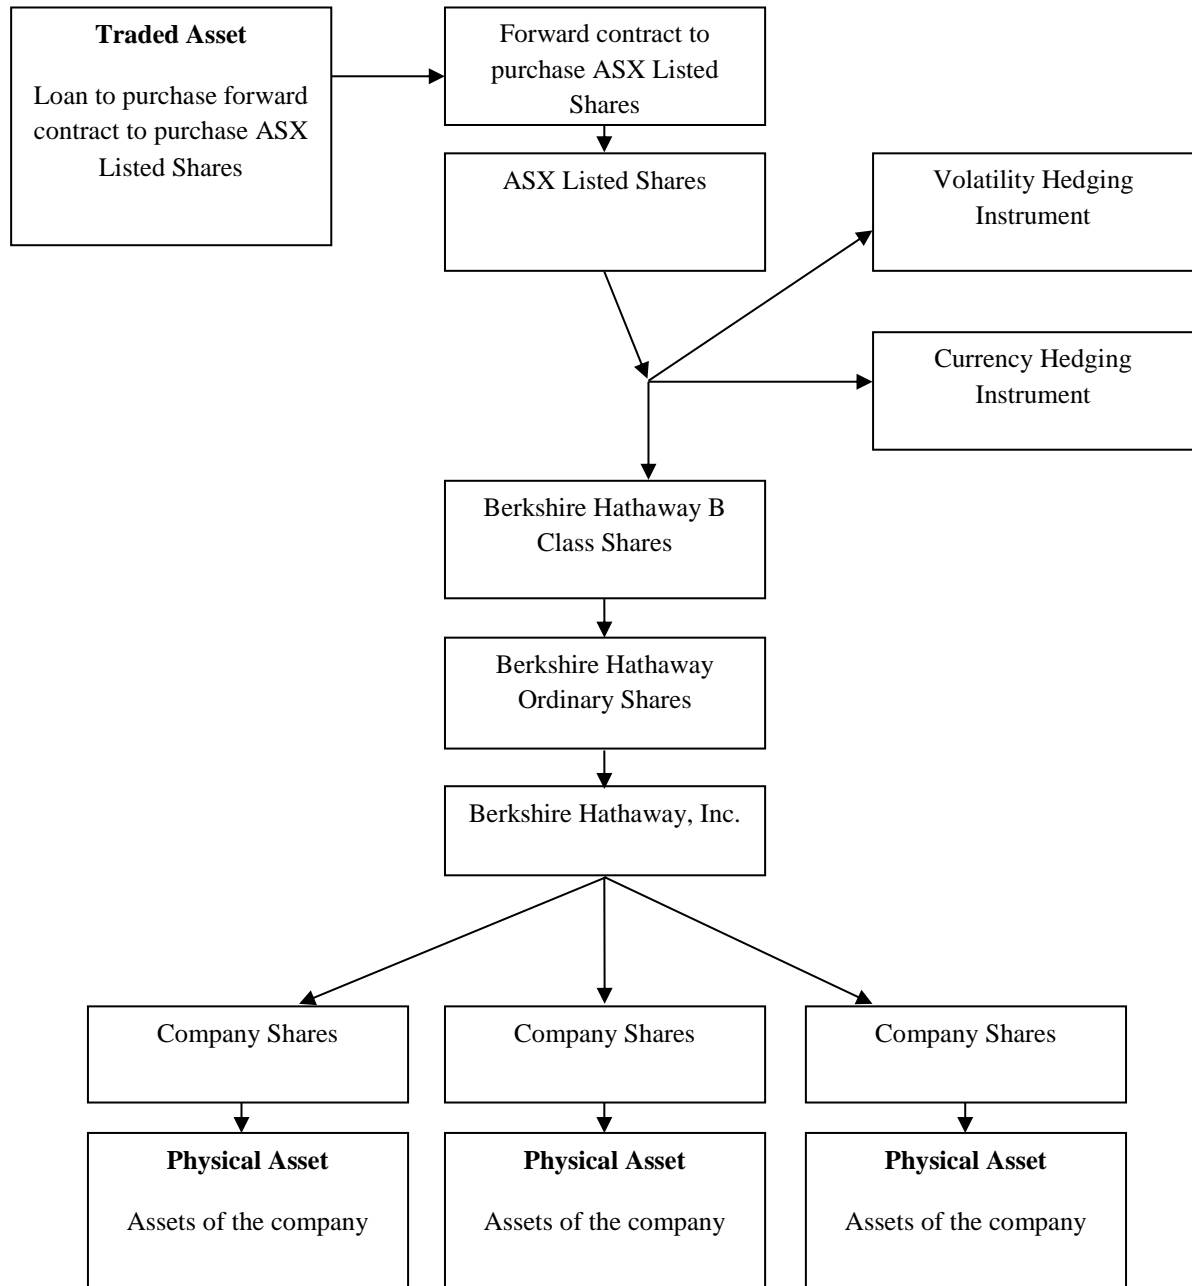 Traded Asset
Loan to purchase forward
contract to purchase ASX
Listed Shares
Forward contract to
purchase ASX Listed
Shares
ASX Listed Shares
Volatility Hedging
Instrument
Currency Hedging
Instrument
Berkshire Hathaway B
Class Shares
Berkshire Hathaway
Ordinary Shares
Berkshire Hathaway, Inc.
Company Shares
Company Shares
Company Shares
Physical Asset
Assets of the company
Physical Asset
Assets of the company
Physical Asset
Assets of the company